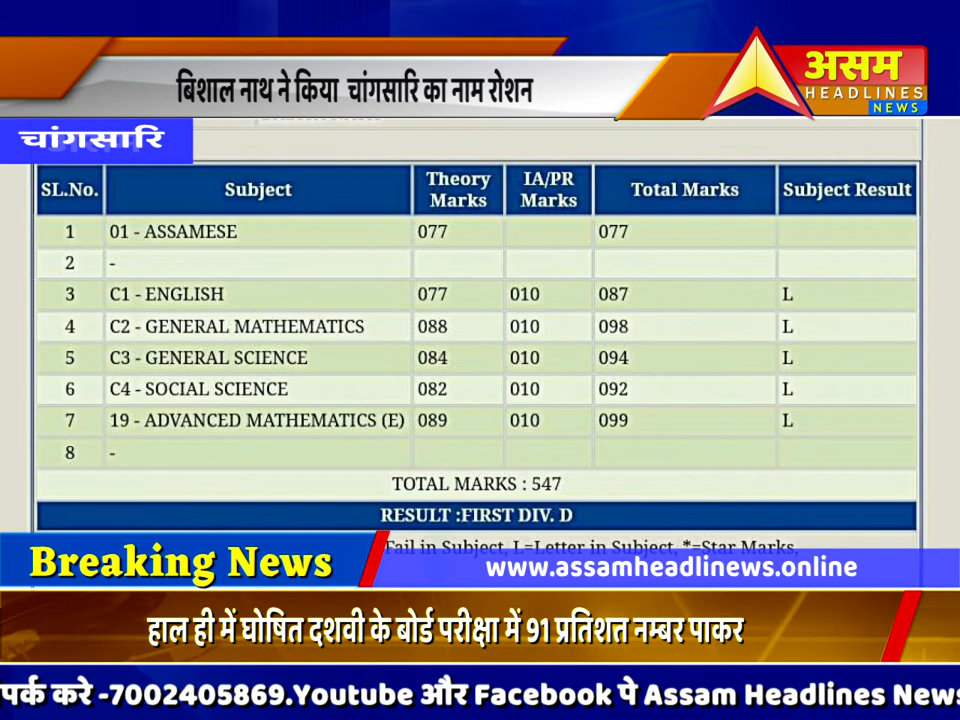 बिशाल नाथ ने किया चांगसारि का नाम रोशन
असम
HEADLINES
NEWS
चांगसारि
SL.No. Subject Theory Marks IA/PR Marks Total Marks Subject Result
1 01 - ASSAMESE 077 077
2 -
3 C1 - ENGLISH 077 010 087 L
4 C2 - GENERAL MATHEMATICS 088 010 098 L
5 C3 - GENERAL SCIENCE 084 010 094 L
6 C4 - SOCIAL SCIENCE 082 010 092 L
7 19 - ADVANCED MATHEMATICS (E) 089 010 099 L
8 -
TOTAL MARKS : 547
RESULT :FIRST DIV. D
Fail in Subject, L=Letter in Subject, *=Star Marks,
Breaking News
www.assamheadlinews.online
हाल ही में घोषित दशवी के बोर्ड परीक्षा में 91 प्रतिशत नम्बर पाकर
पर्क करे -7002405869.Youtube और Facebook पे Assam Headlines News